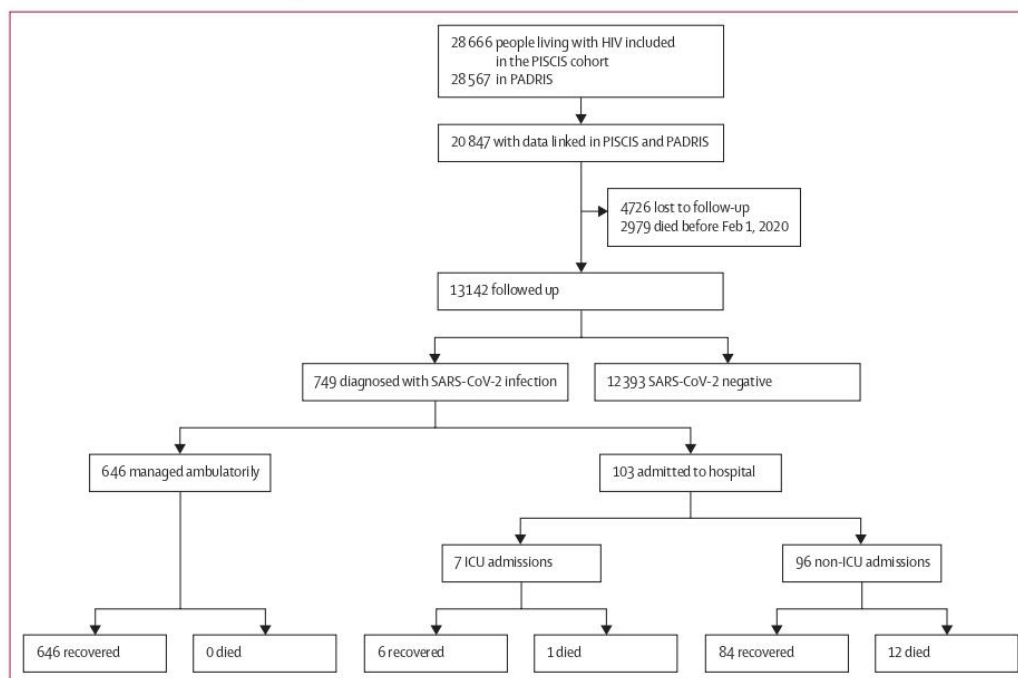 28 666 people living with HIV included
in the PISCIS cohort
28 567 in PADRIS
20 847 with data linked in PISCIS and PADRIS
4726 lost to follow-up
2979 died before Feb 1, 2020
13 142 followed up
749 diagnosed with SARS-CoV-2 infection
12 393 SARS-CoV-2 negative
646 managed ambulatorily
103 admitted to hospital
7 ICU admissions
96 non-ICU admissions
646 recovered
0 died
6 recovered
1 died
84 recovered
12 died